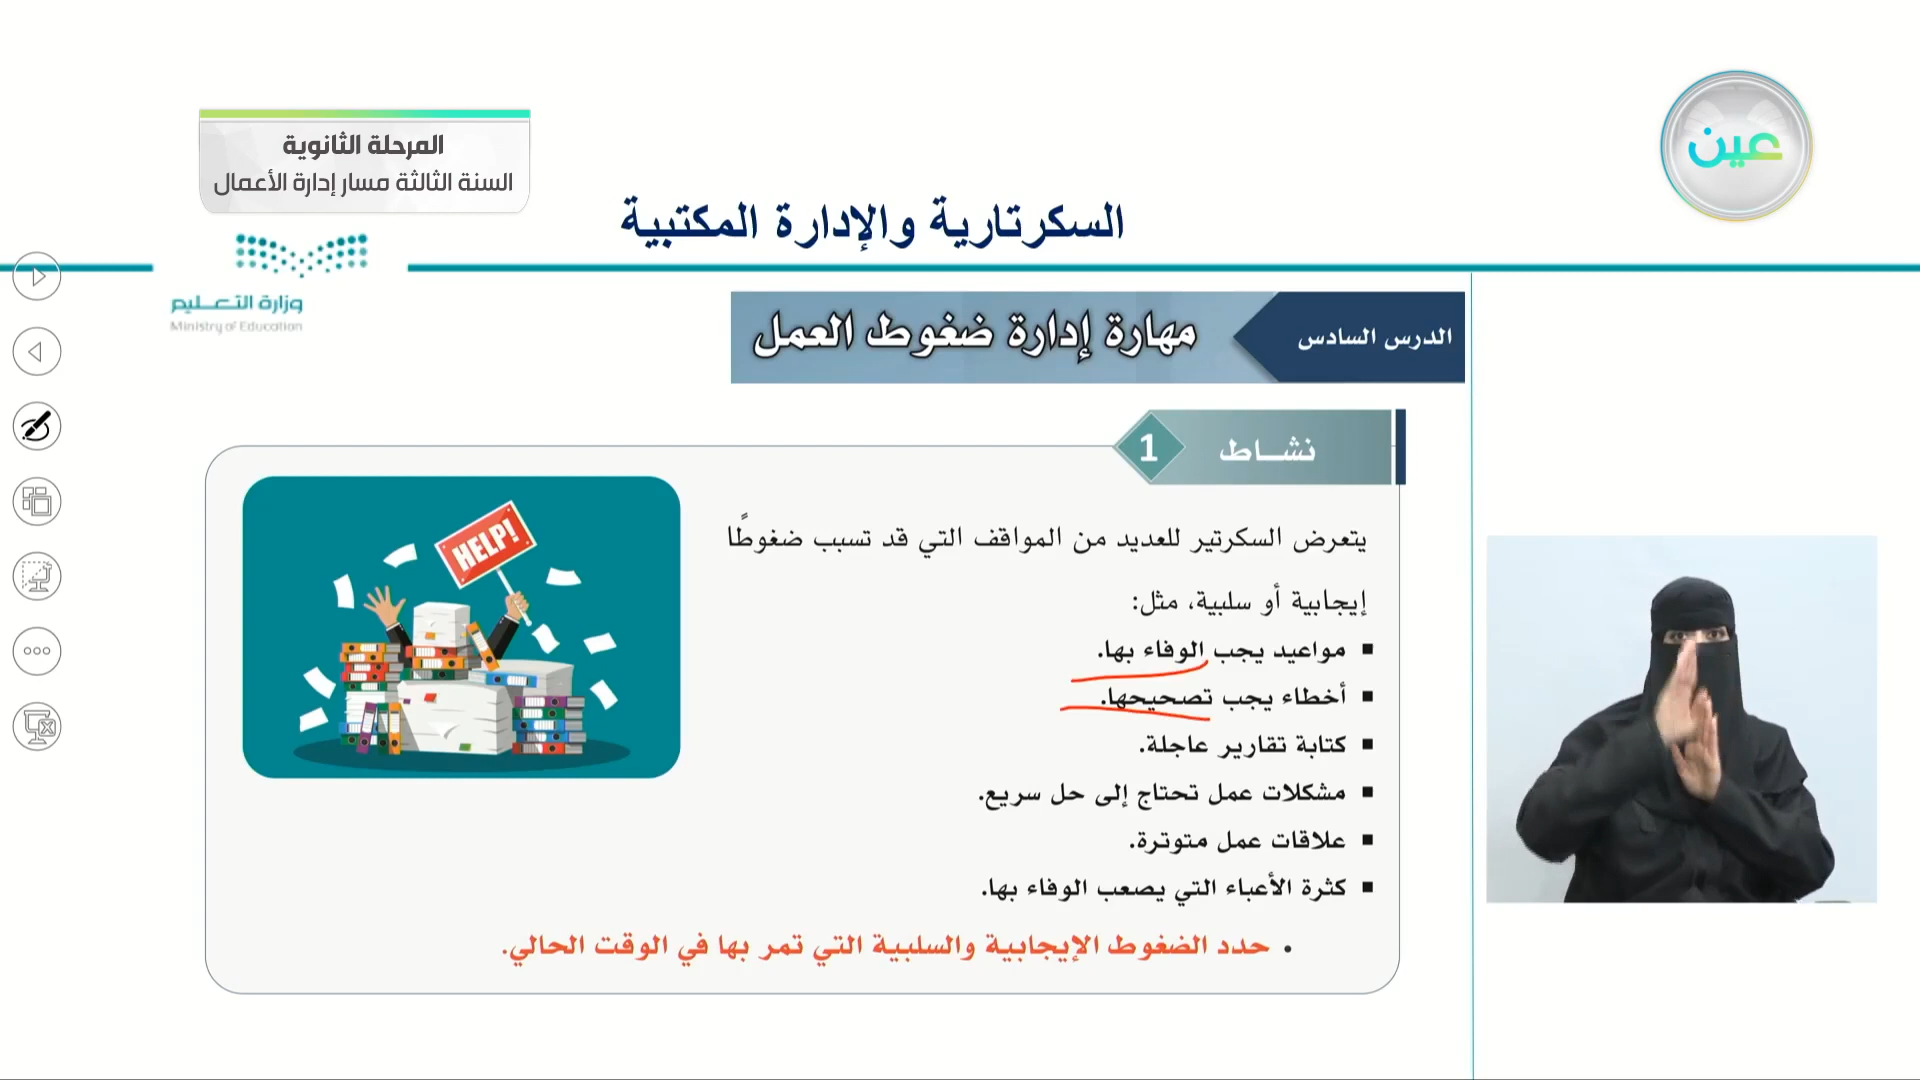 المرحلة الثانوية
السنة الثالثة مسار إدارة الأعمال
عين
السكرتارية والإدارة المكتبية
وزارة التعليم
Ministry of Education
الدرس السادس
مهارة إدارة ضغوط العمل
نشاط
1
يتعرض السكرتير للعديد من المواقف التي قد تسبب ضغوطًا
إيجابية أو سلبية، مثل:
▪ مواعيد يجب الوفاء بها.
▪ أخطاء يجب تصحيحها.
▪ كتابة تقارير عاجلة.
▪ مشكلات عمل تحتاج إلى حل سريع.
▪ علاقات عمل متوترة.
▪ كثرة الأعباء التي يصعب الوفاء بها.
• حدد الضغوط الإيجابية والسلبية التي تمر بها في الوقت الحالي.
HELP!